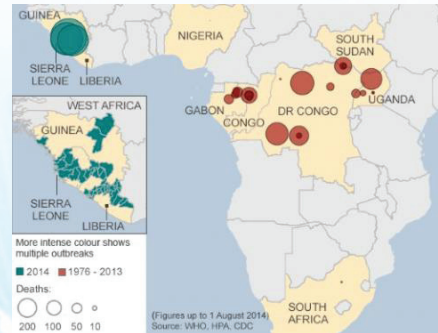 GUINEA
NIGERIA
SOUTH
SUDAN
SIERRA
LEONE
LIBERIA
WEST AFRICA
GUINEA
SIERRA
LEONE
LIBERIA
GABON
CONGO
DR CONGO
UGANDA
SOUTH
AFRICA
More intense colour shows
multiple outbreaks
2014
1976 - 2013
Deaths:
200
100
50
10
(Figures up to 1 August 2014)
Source: WHO, HPA, CDC